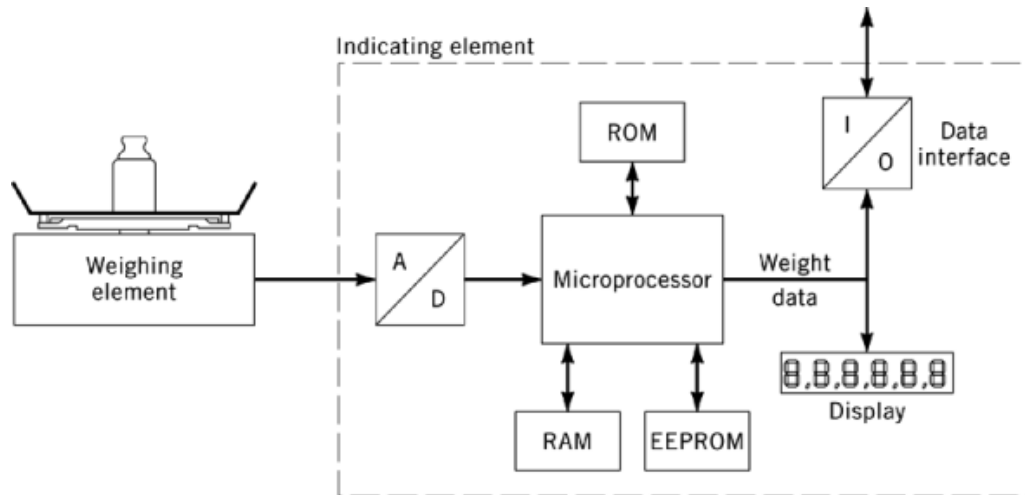 Indicating element
ROM
I
O
Data
interface
Weighing
element
A
D
Microprocessor
Weight
data
8,8,8,8,8,8
Display
RAM
EEPROM